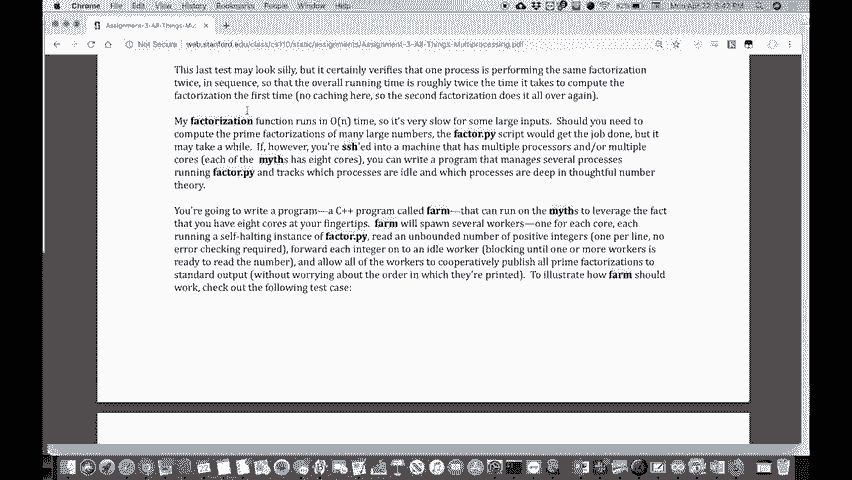 Chrome File Edit View History Bookmarks People Window Help
Mon Apr 22 5:42 PM
Assignment-3-All-Things-Mu
Not Secure web.stanford.edu/class/cs110/static/assignments/Assignment-3-All-Things-Multiprocessing.pdf
This last test may look silly, but it certainly verifies that one process is performing the same factorization
twice, in sequence, so that the overall running time is roughly twice the time it takes to compute the
factorization the first time (no caching here, so the second factorization does it all over again).
My factorization function runs in O(n) time, so it's very slow for some large inputs. Should you need to
compute the prime factorizations of many large numbers, the factor.py script would get the job done, but it
may take a while. If, however, you're ssh'ed into a machine that has multiple processors and/or multiple
cores (each of the myths has eight cores), you can write a program that manages several processes
running factor.py and tracks which processes are idle and which processes are deep in thoughtful number
theory.
You're going to write a program—a C++ program called farm—that can run on the myths to leverage the fact
that you have eight cores at your fingertips. farm will spawn several workers—one for each core, each
running a self-halting instance of factor.py, read an unbounded number of positive integers (one per line, no
error checking required), forward each integer on to an idle worker (blocking until one or more workers is
ready to read the number), and allow all of the workers to cooperatively publish all prime factorizations to
standard output (without worrying about the order in which they're printed). To illustrate how farm should
work, check out the following test case: